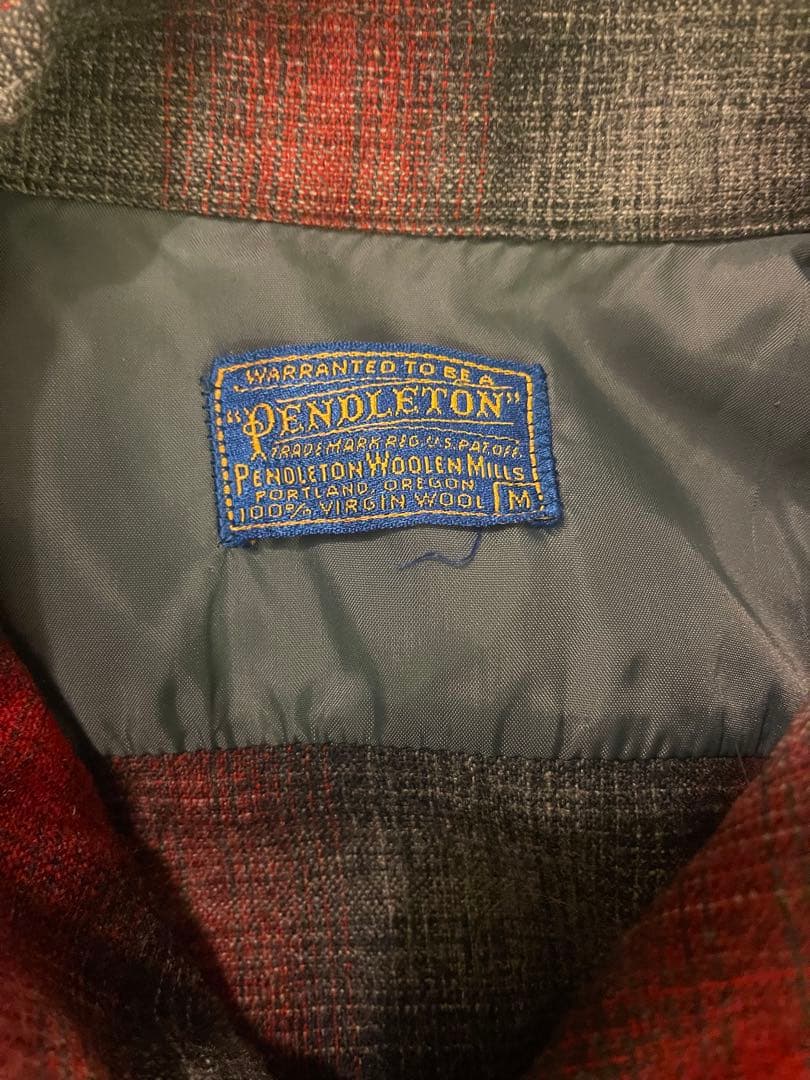 WARRANTED TO BE A
"PENDLETON"
TRADE MARK REG. U.S. PAT. OFF.
PENDLETON WOOLEN MILLS
PORTLAND, OREGON
100% VIRGIN WOOL M